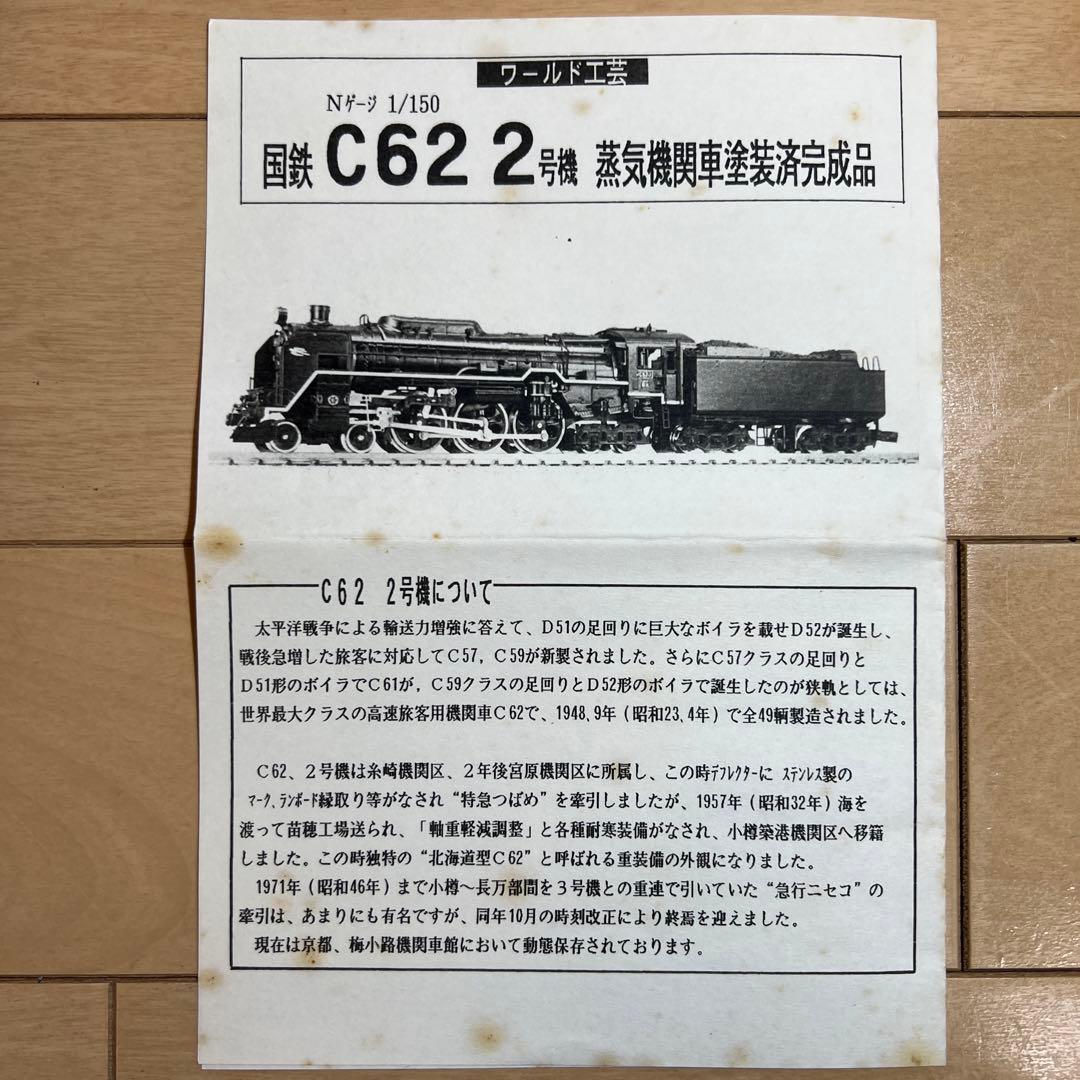 ワールド工芸
Nゲージ 1/150
国鉄 C62 2号機 蒸気機関車塗装済完成品
C62 2号機について
太平洋戦争による輸送力増強に答えて、D51の足回りに巨大なボイラを載せD52が誕生し、
戦後急増した旅客に対応してC57, C59が新製されました。さらにC57クラスの足回りと
D51形のボイラでC61が, C59クラスの足回りとD52形のボイラで誕生したのが狭軌としては、
世界最大クラスの高速旅客用機関車C62で、1948,9年(昭和23,4年)で全49輌製造されました。
C62、2号機は糸崎機関区、2年後宮原機関区に所属し、この時デフレクターに ステンレス製の
マーク、ランボード縁取り等がなされ“特急つばめ”を牽引しましたが、1957年(昭和32年)海を
渡って苗穂工場送られ、「軸重軽減調整」と各種耐寒装備がなされ、小樽築港機関区へ移籍
しました。この時独特の“北海道型C62”と呼ばれる重装備の外観になりました。
1971年(昭和46年)まで小樽～長万部間を3号機との重連で引いていた“急行ニセコ”の
牽引は、あまりにも有名ですが、同年10月の時刻改正により終焉を迎えました。
現在は京都、梅小路機関車館において動態保存されております。